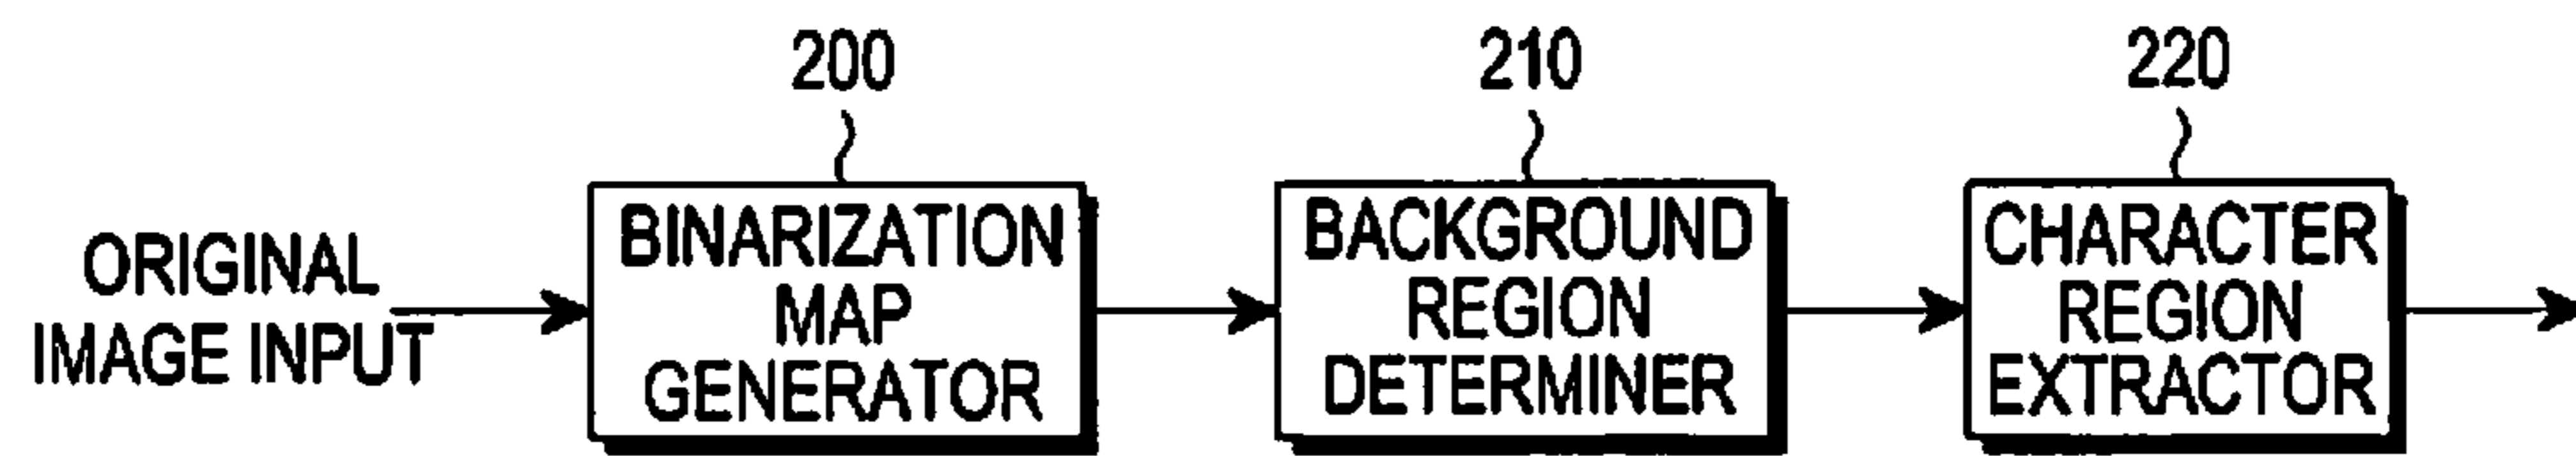 200
210
220
ORIGINAL
IMAGE INPUT
BINARIZATION
MAP
GENERATOR
BACKGROUND
REGION
DETERMINER
CHARACTER
REGION
EXTRACTOR